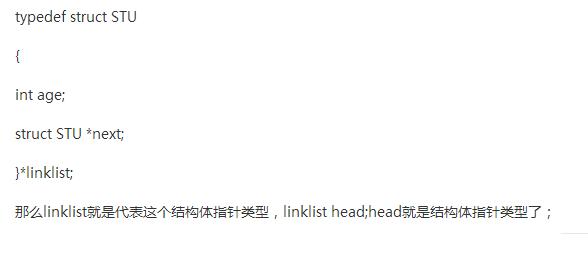 typedef struct STU
{
int age;
struct STU *next;
}*linklist;
那么linklist就是代表这个结构体指针类型，linklist head;head就是结构体指针类型了；